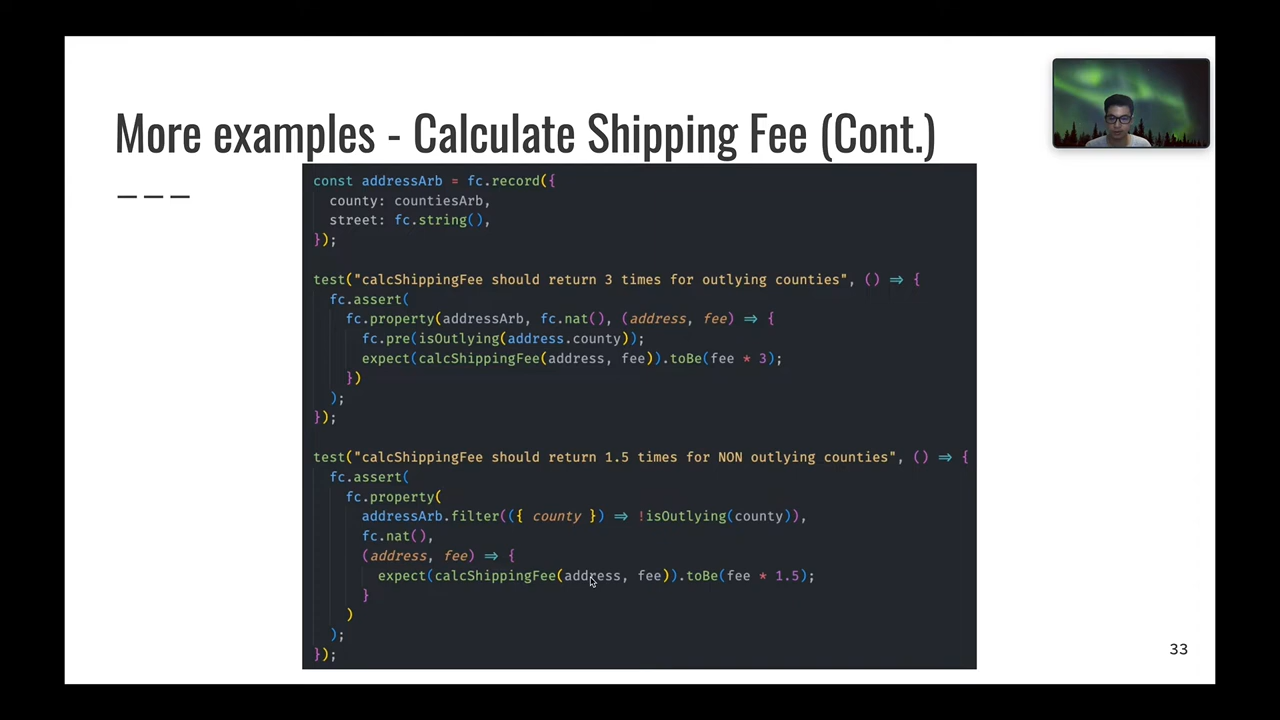 More examples - Calculate Shipping Fee (Cont.)
const addressArb = fc.record({
county: countiesArb,
street: fc.string(),
});
test("calcShippingFee should return 3 times for outlying counties", () => {
fc.assert(
fc.property(addressArb, fc.nat(), (address, fee) => {
fc.pre(isOutlying(address.county));
expect(calcShippingFee(address, fee)).toBe(fee * 3);
})
);
});
test("calcShippingFee should return 1.5 times for NON outlying counties", () => {
fc.assert(
fc.property(
addressArb.filter(({ county }) => !isOutlying(county)),
fc.nat(),
(address, fee) => {
expect(calcShippingFee(address, fee)).toBe(fee * 1.5);
}
)
);
});
33